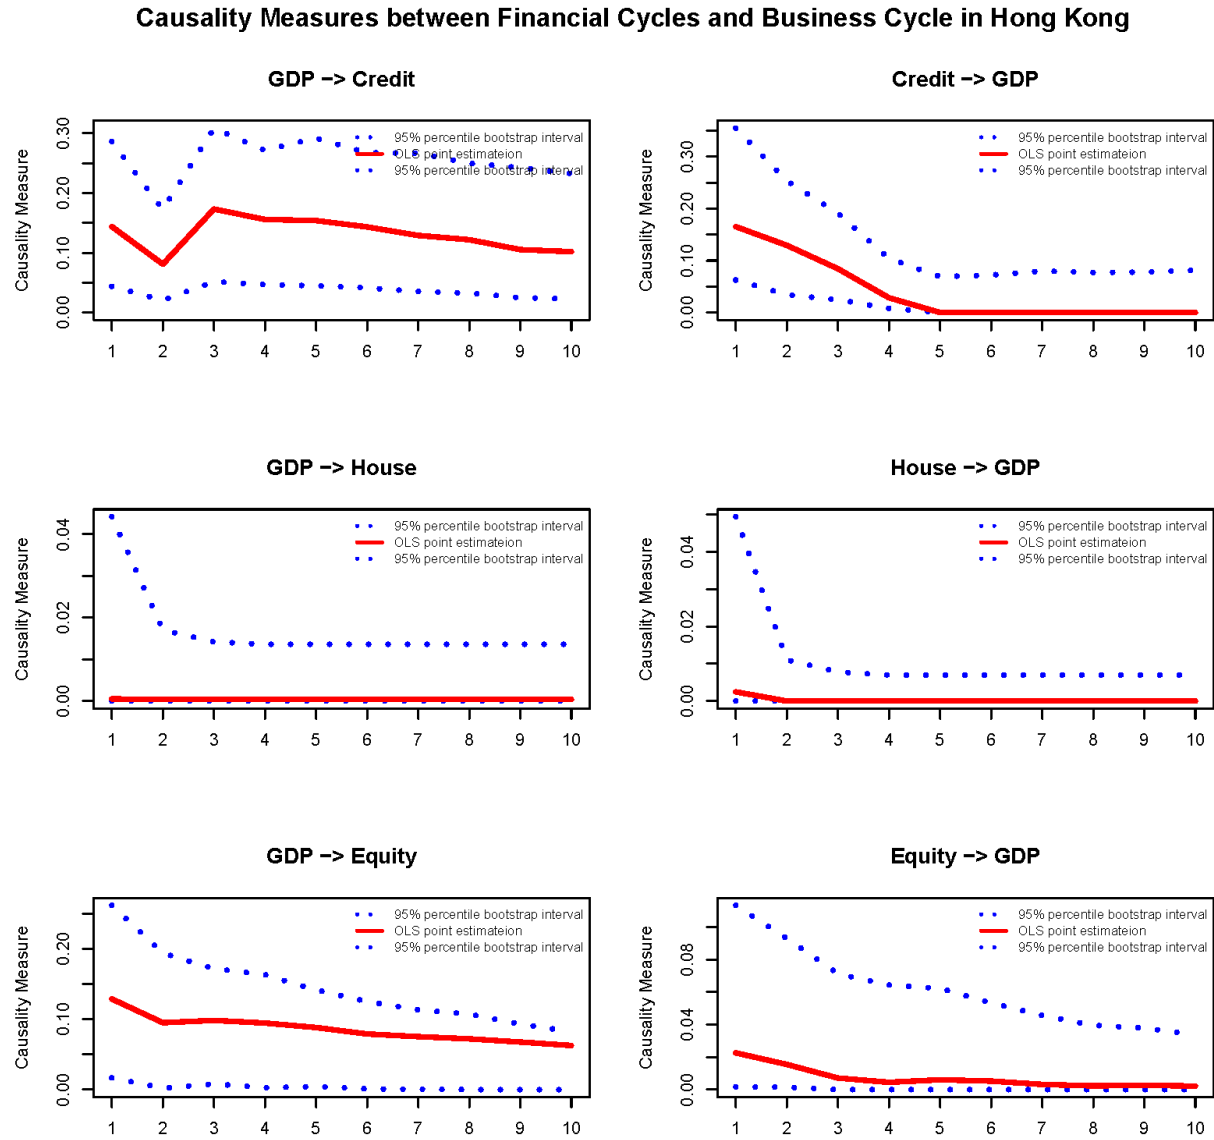 Causality Measures between Financial Cycles and Business Cycle in Hong Kong
GDP −> Credit
Causality Measure
0.00 0.10 0.20 0.30
95% percentile bootstrap interval
OLS point estimateion
95% percentile bootstrap interval
1 2 3 4 5 6 7 8 9 10
Credit −> GDP
Causality Measure
0.00 0.10 0.20 0.30
95% percentile bootstrap interval
OLS point estimateion
95% percentile bootstrap interval
1 2 3 4 5 6 7 8 9 10
GDP −> House
Causality Measure
0.00 0.02 0.04
95% percentile bootstrap interval
OLS point estimateion
95% percentile bootstrap interval
1 2 3 4 5 6 7 8 9 10
House −> GDP
Causality Measure
0.00 0.02 0.04
95% percentile bootstrap interval
OLS point estimateion
95% percentile bootstrap interval
1 2 3 4 5 6 7 8 9 10
GDP −> Equity
Causality Measure
0.00 0.10 0.20
95% percentile bootstrap interval
OLS point estimateion
95% percentile bootstrap interval
1 2 3 4 5 6 7 8 9 10
Equity −> GDP
Causality Measure
0.00 0.04 0.08
95% percentile bootstrap interval
OLS point estimateion
95% percentile bootstrap interval
1 2 3 4 5 6 7 8 9 10